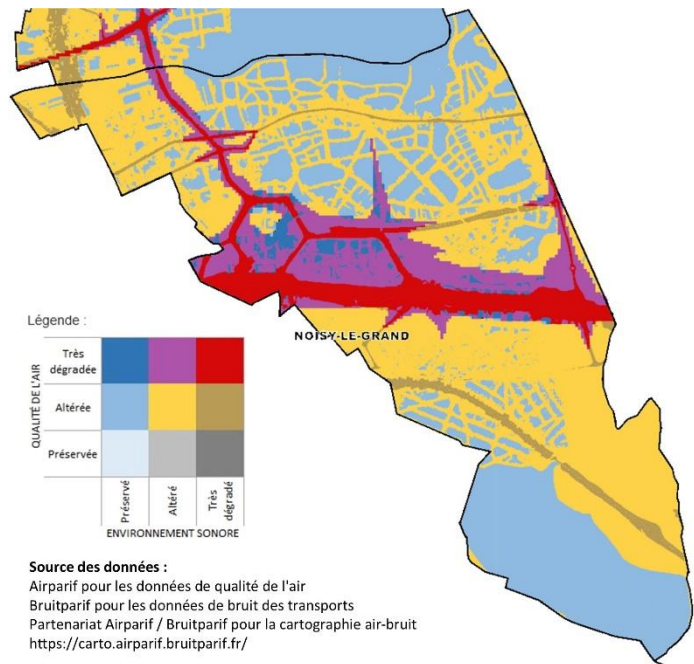 NOISY-LE-GRAND
Légende :
QUALITÉ DE L'AIR
Très
dégradée
Altérée
Préservée
Préservé
Altéré
Très
dégradé
ENVIRONNEMENT SONORE
Source des données :
Airparif pour les données de qualité de l'air
Bruitparif pour les données de bruit des transports
Partenariat Airparif / Bruitparif pour la cartographie air-bruit
https://carto.airparif.bruitparif.fr/